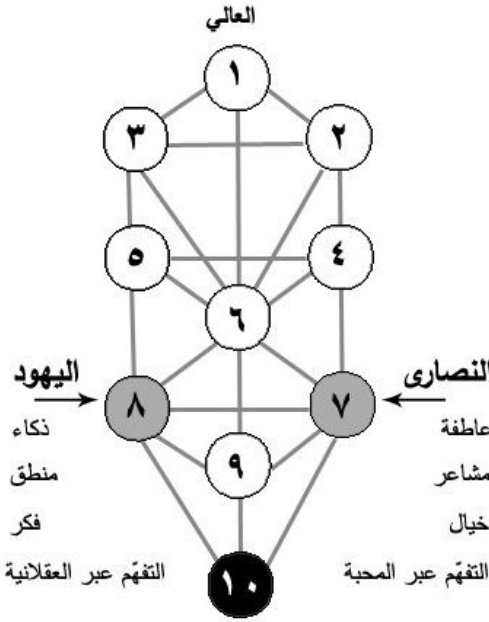 العالي
١
٣
٢
٥
٤
٦
النصارى
اليهود
٧
٨
عاطفة
ذكاء
مشاعر
منطق
٩
خيال
فكر
التفهّم عبر المحبة
التفهّم عبر العقلانية
١٠